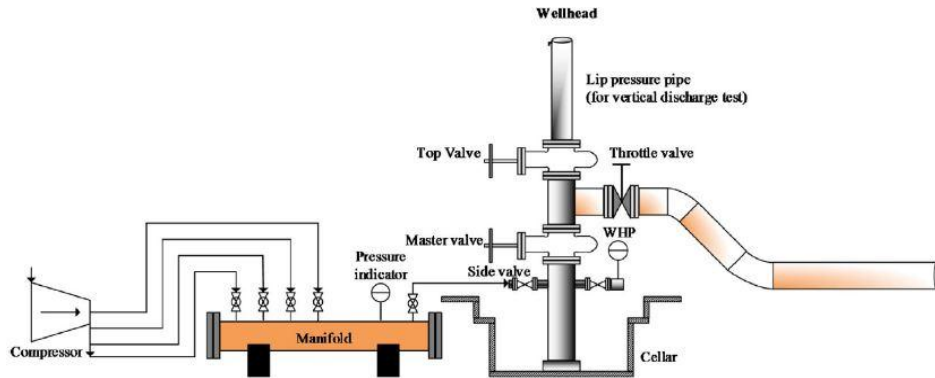 Wellhead
Lip pressure pipe
(for vertical discharge test)
Top Valve
Throttle valve
Master valve
WHP
Pressure
indicator
Side valve
Manifold
Compressor
Cellar